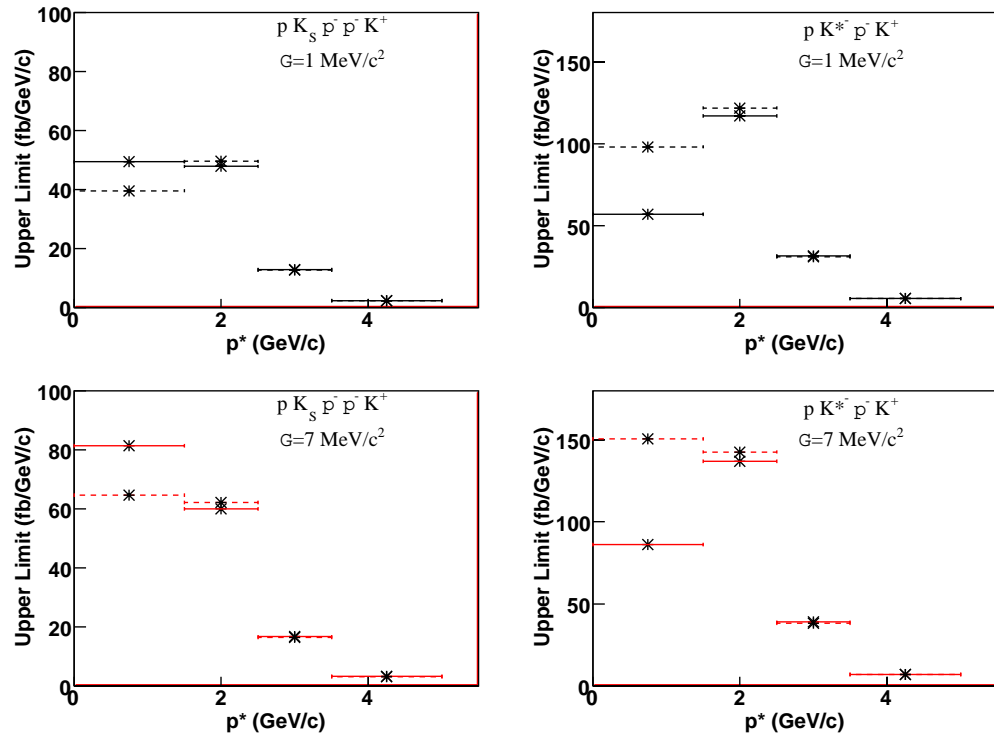 p K_S p⁻ p⁻ K⁺
G=1 MeV/c²
Upper Limit (fb/GeV/c)
100
80
60
40
20
0
0 2 4
p* (GeV/c)
p K*⁻ p⁻ K⁺
G=1 MeV/c²
Upper Limit (fb/GeV/c)
150
100
50
0
0 2 4
p* (GeV/c)
p K_S p⁻ p⁻ K⁺
G=7 MeV/c²
Upper Limit (fb/GeV/c)
100
80
60
40
20
0
0 2 4
p* (GeV/c)
p K*⁻ p⁻ K⁺
G=7 MeV/c²
Upper Limit (fb/GeV/c)
150
100
50
0
0 2 4
p* (GeV/c)